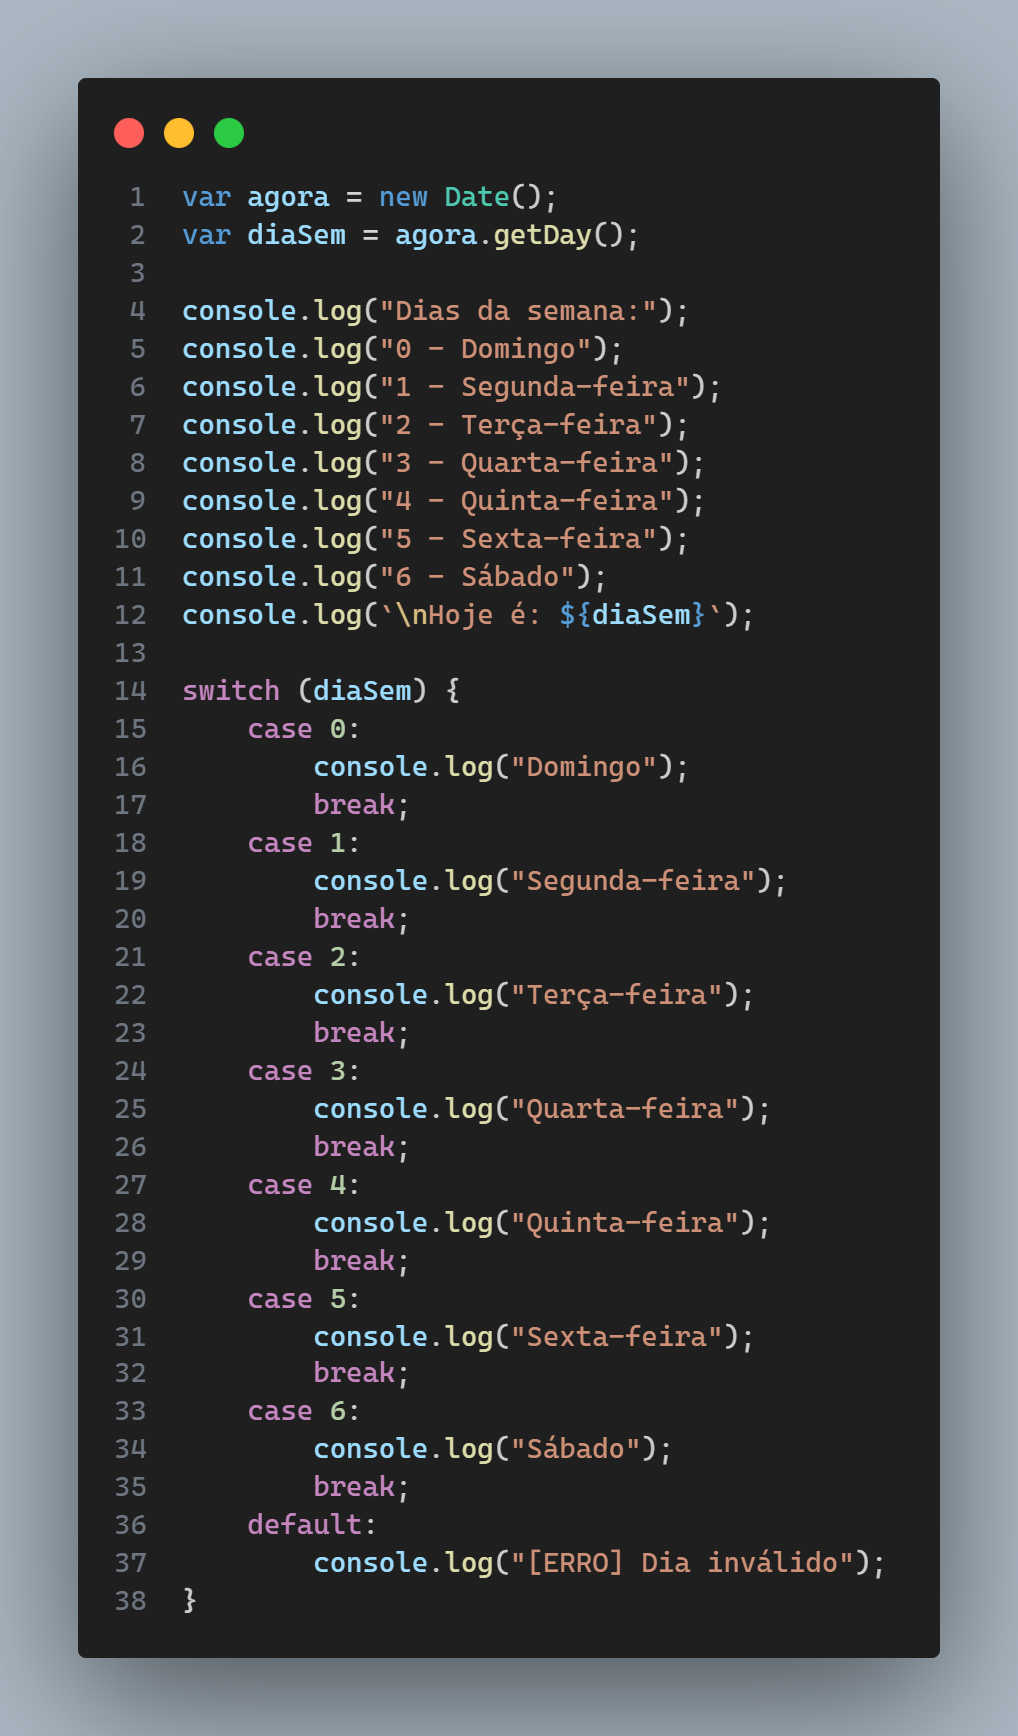 1 var agora = new Date();
2 var diaSem = agora.getDay();
3
4 console.log("Dias da semana:");
5 console.log("0 - Domingo");
6 console.log("1 - Segunda-feira");
7 console.log("2 - Terça-feira");
8 console.log("3 - Quarta-feira");
9 console.log("4 - Quinta-feira");
10 console.log("5 - Sexta-feira");
11 console.log("6 - Sábado");
12 console.log(`\nHoje é: ${diaSem}`);
13
14 switch (diaSem) {
15     case 0:
16         console.log("Domingo");
17         break;
18     case 1:
19         console.log("Segunda-feira");
20         break;
21     case 2:
22         console.log("Terça-feira");
23         break;
24     case 3:
25         console.log("Quarta-feira");
26         break;
27     case 4:
28         console.log("Quinta-feira");
29         break;
30     case 5:
31         console.log("Sexta-feira");
32         break;
33     case 6:
34         console.log("Sábado");
35         break;
36     default:
37         console.log("[ERRO] Dia inválido");
38 }